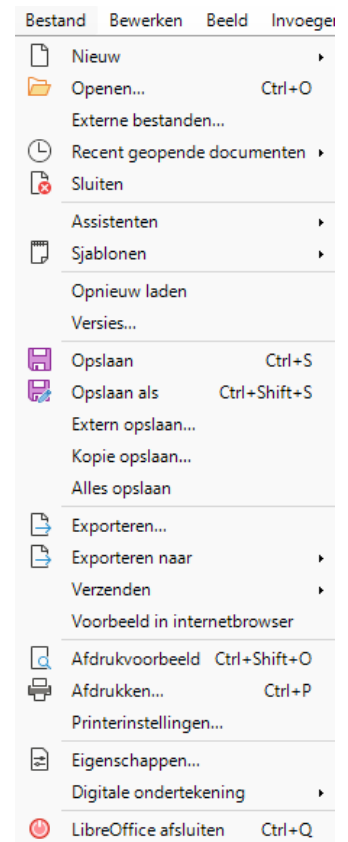 Bestand Bewerken Beeld Invoegen
Nieuw
Openen... Ctrl+O
Externe bestanden...
Recent geopende documenten
Sluiten
Assistenten
Sjablonen
Opnieuw laden
Versies...
Opslaan Ctrl+S
Opslaan als Ctrl+Shift+S
Extern opslaan...
Kopie opslaan...
Alles opslaan
Exporteren...
Exporteren naar
Verzenden
Voorbeeld in internetbrowser
Afdrukvoorbeeld Ctrl+Shift+O
Afdrukken... Ctrl+P
Printerinstellingen...
Eigenschappen...
Digitale ondertekening
LibreOffice afsluiten Ctrl+Q